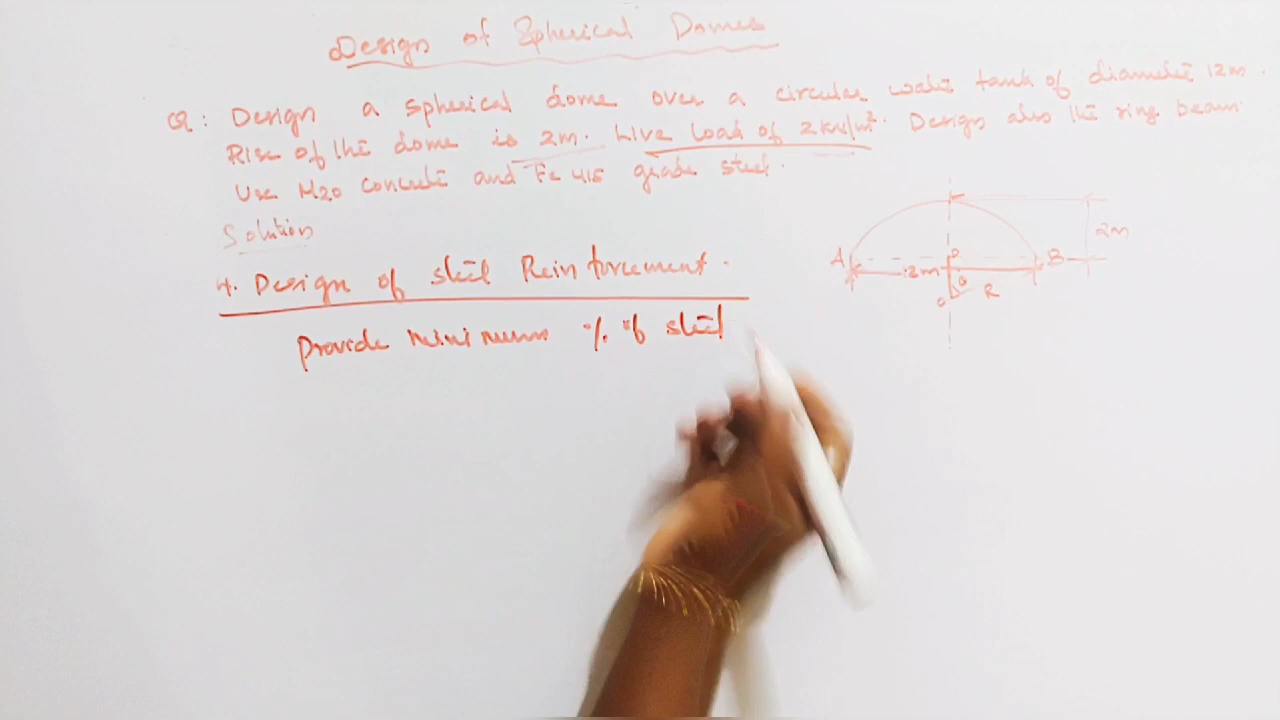 Design of Spherical Domes
Q: Design a spherical dome over a circular water tank of diameter 12m.
Rise of the dome is 2m. Live load of 2kN/m². Design also the ring beam.
Use M20 concrete and Fe 415 grade steel.
Solution
4. Design of steel Reinforcement.
Provide minimum % of steel
A
12m
D
B
2m
θ
O
R